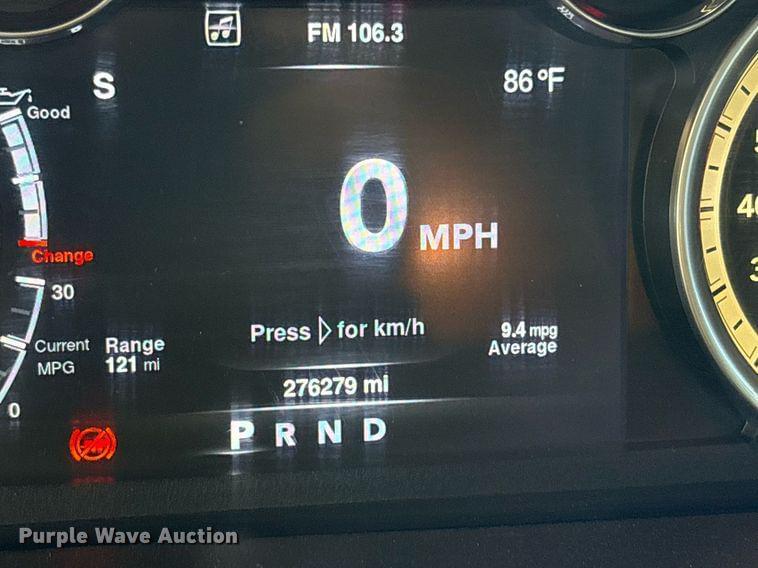 FM 106.3
S
86°F
Good
0 MPH
Change
30
Press ▷ for km/h
9.4 mpg
Average
Current
MPG
Range
121 mi
276279 mi
0
P R N D
40
Purple Wave Auction